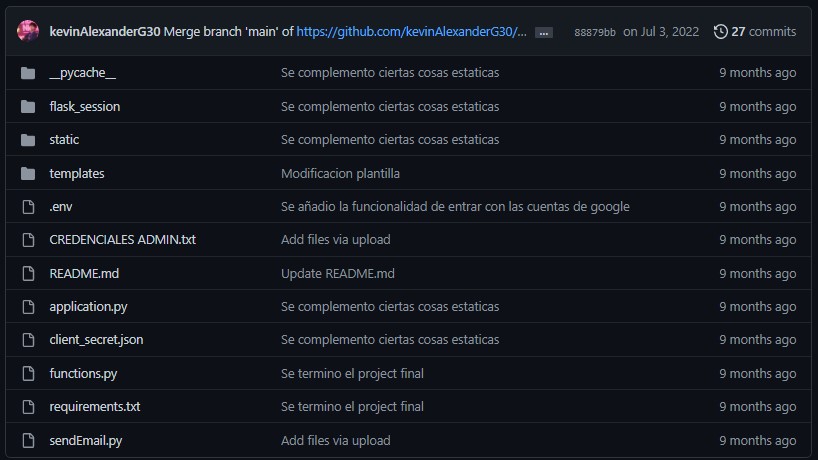 kevinAlexanderG30 Merge branch 'main' of https://github.com/kevinAlexanderG30/... ... 88879bb on Jul 3, 2022 27 commits
__pycache__ Se complemento ciertas cosas estaticas 9 months ago
flask_session Se complemento ciertas cosas estaticas 9 months ago
static Se complemento ciertas cosas estaticas 9 months ago
templates Modificacion plantilla 9 months ago
.env Se añadio la funcionalidad de entrar con las cuentas de google 9 months ago
CREDENCIALES ADMIN.txt Add files via upload 9 months ago
README.md Update README.md 9 months ago
application.py Se complemento ciertas cosas estaticas 9 months ago
client_secret.json Se complemento ciertas cosas estaticas 9 months ago
functions.py Se termino el project final 9 months ago
requirements.txt Se termino el project final 9 months ago
sendEmail.py Add files via upload 9 months ago